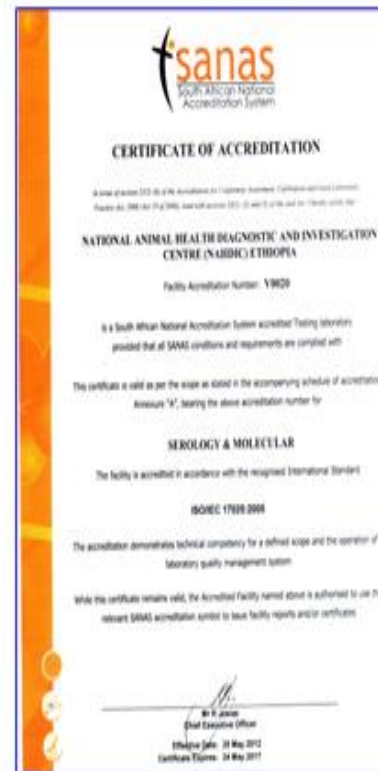 sanas
South African National
Accreditation System
CERTIFICATE OF ACCREDITATION
NATIONAL ANIMAL HEALTH DIAGNOSTIC AND INVESTIGATION
CENTRE (NAHDIC) ETHIOPIA
Facility Accreditation Number: V0020
is a South African National Accreditation System accredited Testing laboratory
provided that all SANAS conditions and requirements are complied with
This certificate is valid as per the scope as stated in the accompanying schedule of accreditation
Annexure "A", bearing the above accreditation number for
SEROLOGY & MOLECULAR
The facility is accredited in accordance with the recognised International Standard
ISO/IEC
The accreditation demonstrates technical competency for a defined scope and the operation of
laboratory quality management system
While this certificate remains valid, the Accredited Facility named above is authorised to use the
relevant SANAS accreditation symbol to issue facility reports and/or certificates
Mr R
Chief Executive Officer
Effective Date: May 2012
Certificate Expires: 24 May 2017